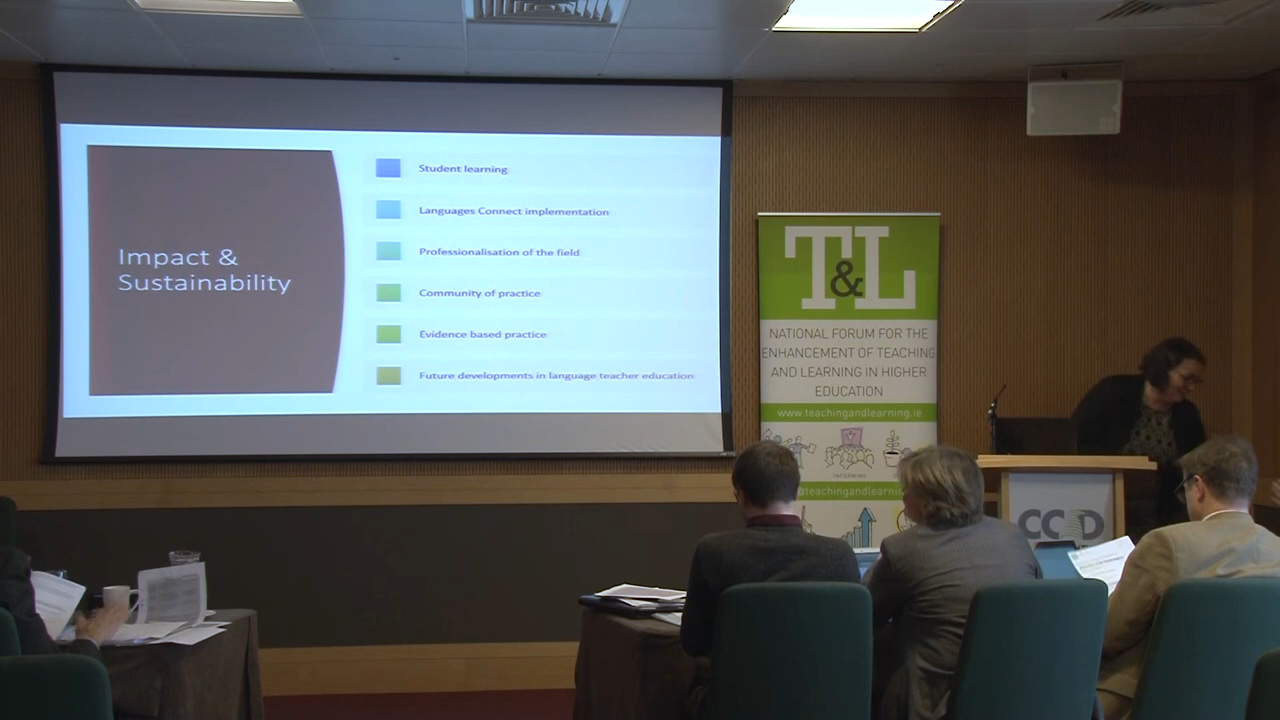 Impact &
Sustainability
Student learning
Languages Connect implementation
Professionalisation of the field
Community of practice
Evidence based practice
Future developments in language teacher education
T&L
NATIONAL FORUM FOR THE
ENHANCEMENT OF TEACHING
AND LEARNING IN HIGHER
EDUCATION
www.teachingandlearning.ie
@teachingandlearni